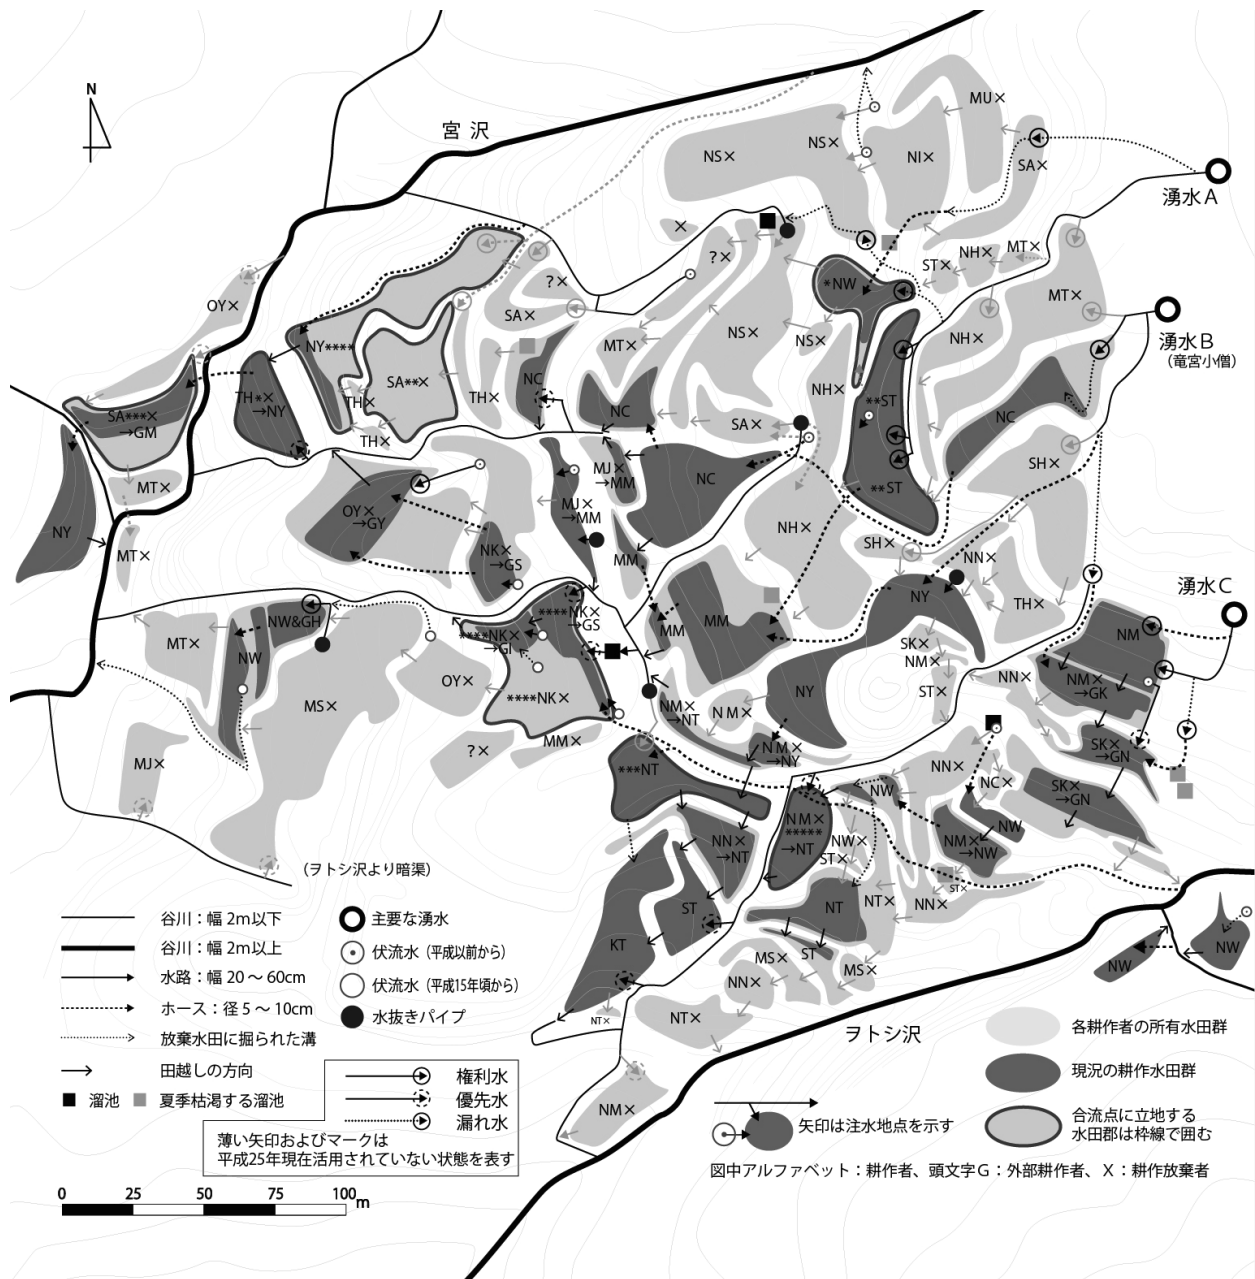 N
宮 沢
MU×
NS×
NS×
NI×
SA×
湧水A
×
?×
*NW
ST×
NH×
MT×
OY×
?×
SA×
NS×
NS×
MT×
NH×
湧水B
(竜宮小僧)
NY****
MT×
TH*×
→NY
SA**×
TH×
TH×
NC
NC
NH×
**ST
NC
SA***×
→GM
TH×
SA×
MJ×
→MM
NC
SH×
MT×
**ST
NY
OY×
→GY
MJ×
→MM
NH×
SH×
NN×
MT×
NK×
→GS
MM
NY
TH×
湧水C
MT×
NW&GH
NW
****NK×
→GS
****NK×
→GI
MM
MM
SK×
NM×
NM
ST×
NN×
NM×
→GK
OY×
****NK×
MS×
NM×
→NT
NM×
NY
SK×
→GN
?×
MM×
NM×
→NY
MJ×
***NT
NN×
NC×
SK×
→GN
NW
NM×
*****
→NT
NW
NN×
→NT
NW×
ST×
NM×
→NW
ST×
(ヲトシ沢より暗渠)
KT
ST
NT
NT×
NN×
NW
NW
MS×
ST
MS×
NN×
NT×
NT×
NM×
ヲトシ沢
谷川：幅 2m以下
谷川：幅 2m以上
水路：幅 20 ～ 60cm
ホース：径 5 ～ 10cm
放棄水田に掘られた溝
田越しの方向
溜池
夏季枯渇する溜池
主要な湧水
伏流水（平成以前から）
伏流水（平成15年頃から）
水抜きパイプ
権利水
優先水
漏れ水
薄い矢印およびマークは
平成25年現在活用されていない状態を表す
各耕作者の所有水田群
現況の耕作水田群
合流点に立地する
水田郡は枠線で囲む
矢印は注水地点を示す
図中アルファベット：耕作者、頭文字G：外部耕作者、X：耕作放棄者
0 25 50 75 100m